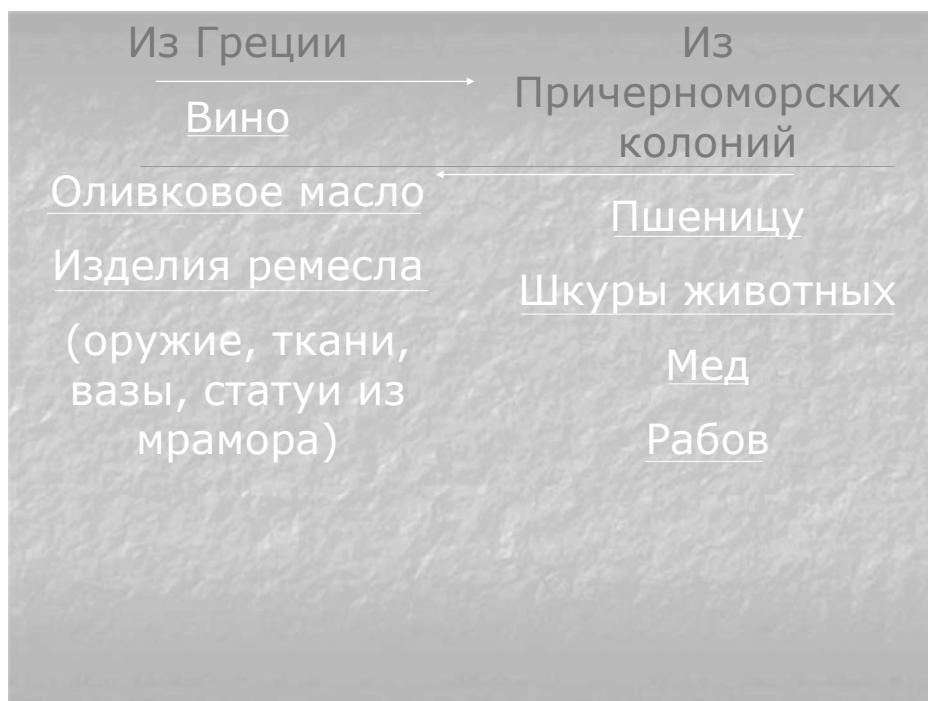 Из Греции
Вино
Оливковое масло
Изделия ремесла
(оружие, ткани,
вазы, статуи из
мрамора)
Из
Причерноморских
колоний
Пшеницу
Шкуры животных
Мед
Рабов